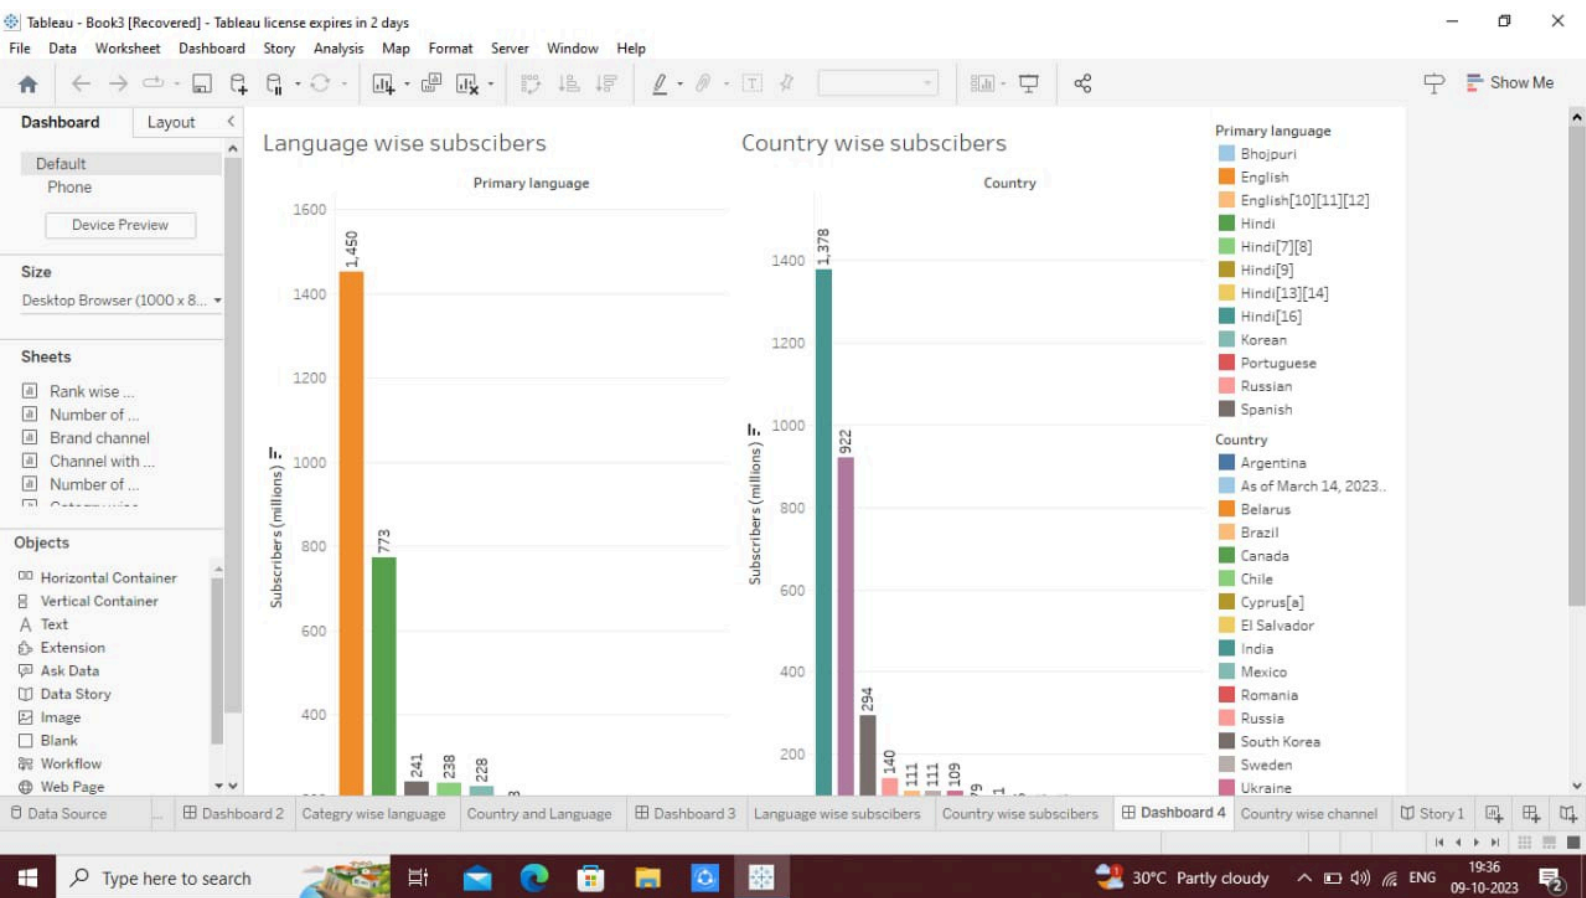 Tableau - Book3 [Recovered] - Tableau license expires in 2 days
File Data Worksheet Dashboard Story Analysis Map Format Server Window Help
Show Me
Dashboard Layout
Default
Phone
Device Preview
Size
Desktop Browser (1000 x 8...
Sheets
Rank wise ...
Number of ...
Brand channel
Channel with ...
Number of ...
Objects
Horizontal Container
Vertical Container
Text
Extension
Ask Data
Data Story
Image
Blank
Workflow
Web Page
Language wise subscibers
Primary language
Subscribers (millions)
1600
1400
1200
1000
800
600
400
1,450
773
241
238
228
Country wise subscibers
Country
Subscribers (millions)
1400
1200
1000
800
600
400
200
1,378
922
294
140
111
111
109
Primary language
Bhojpuri
English
English[10][11][12]
Hindi
Hindi[7][8]
Hindi[9]
Hindi[13][14]
Hindi[16]
Korean
Portuguese
Russian
Spanish
Country
Argentina
As of March 14, 2023..
Belarus
Brazil
Canada
Chile
Cyprus[a]
El Salvador
India
Mexico
Romania
Russia
South Korea
Sweden
Ukraine
Data Source ... Dashboard 2 Categry wise language Country and Language Dashboard 3 Language wise subscibers Country wise subscibers Dashboard 4 Country wise channel Story 1
Type here to search
30°C Partly cloudy
ENG
19:36
09-10-2023
2